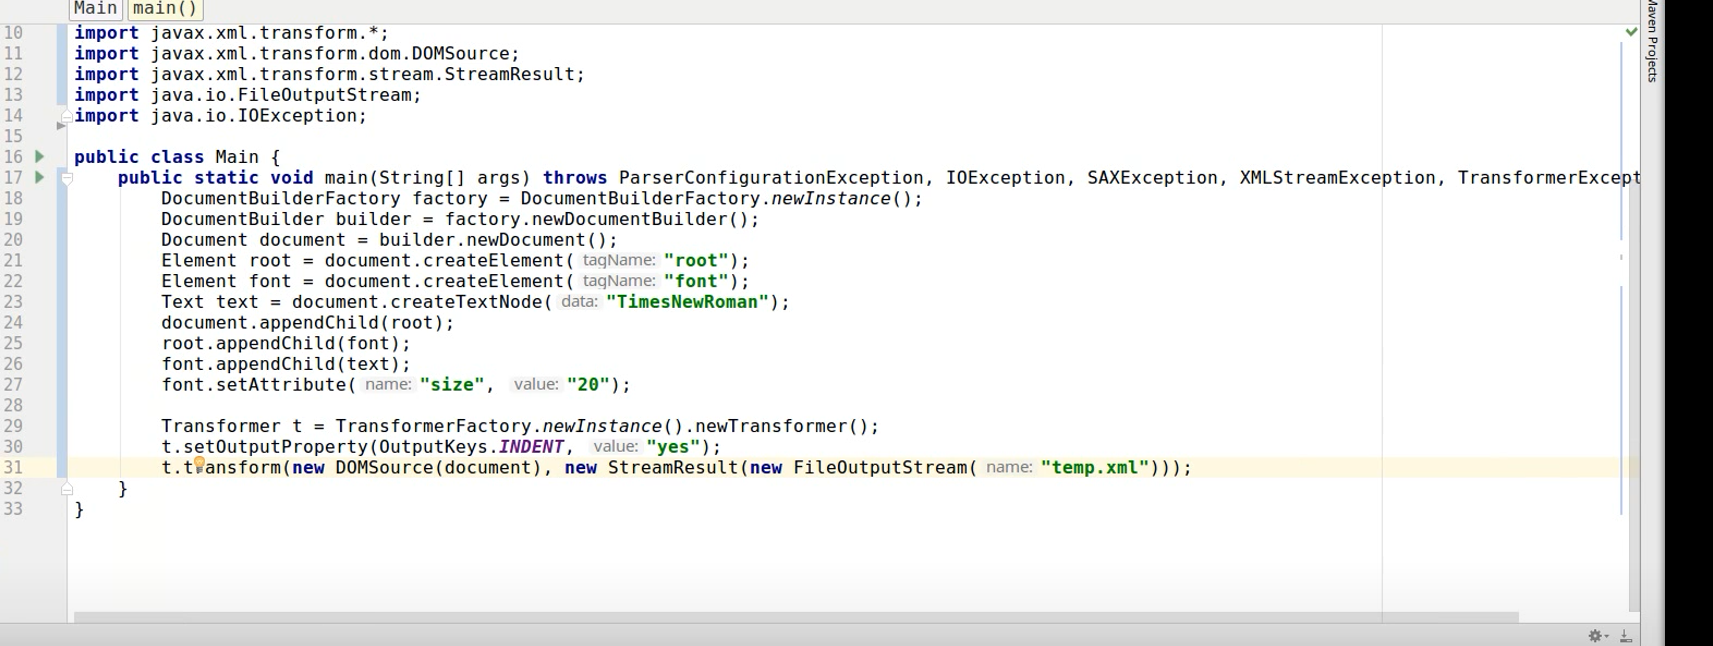 Main main()
10 import javax.xml.transform.*;
11 import javax.xml.transform.dom.DOMSource;
12 import javax.xml.transform.stream.StreamResult;
13 import java.io.FileOutputStream;
14 import java.io.IOException;
15
16 public class Main {
17 public static void main(String[] args) throws ParserConfigurationException, IOException, SAXException, XMLStreamException, TransformerExcept
18 DocumentBuilderFactory factory = DocumentBuilderFactory.newInstance();
19 DocumentBuilder builder = factory.newDocumentBuilder();
20 Document document = builder.newDocument();
21 Element root = document.createElement( tagName: "root");
22 Element font = document.createElement( tagName: "font");
23 Text text = document.createTextNode( data: "TimesNewRoman");
24 document.appendChild(root);
25 root.appendChild(font);
26 font.appendChild(text);
27 font.setAttribute( name: "size", value: "20");
28
29 Transformer t = TransformerFactory.newInstance().newTransformer();
30 t.setOutputProperty(OutputKeys.INDENT, value: "yes");
31 t.transform(new DOMSource(document), new StreamResult(new FileOutputStream( name: "temp.xml")));
32 }
33 }
Maven Projects